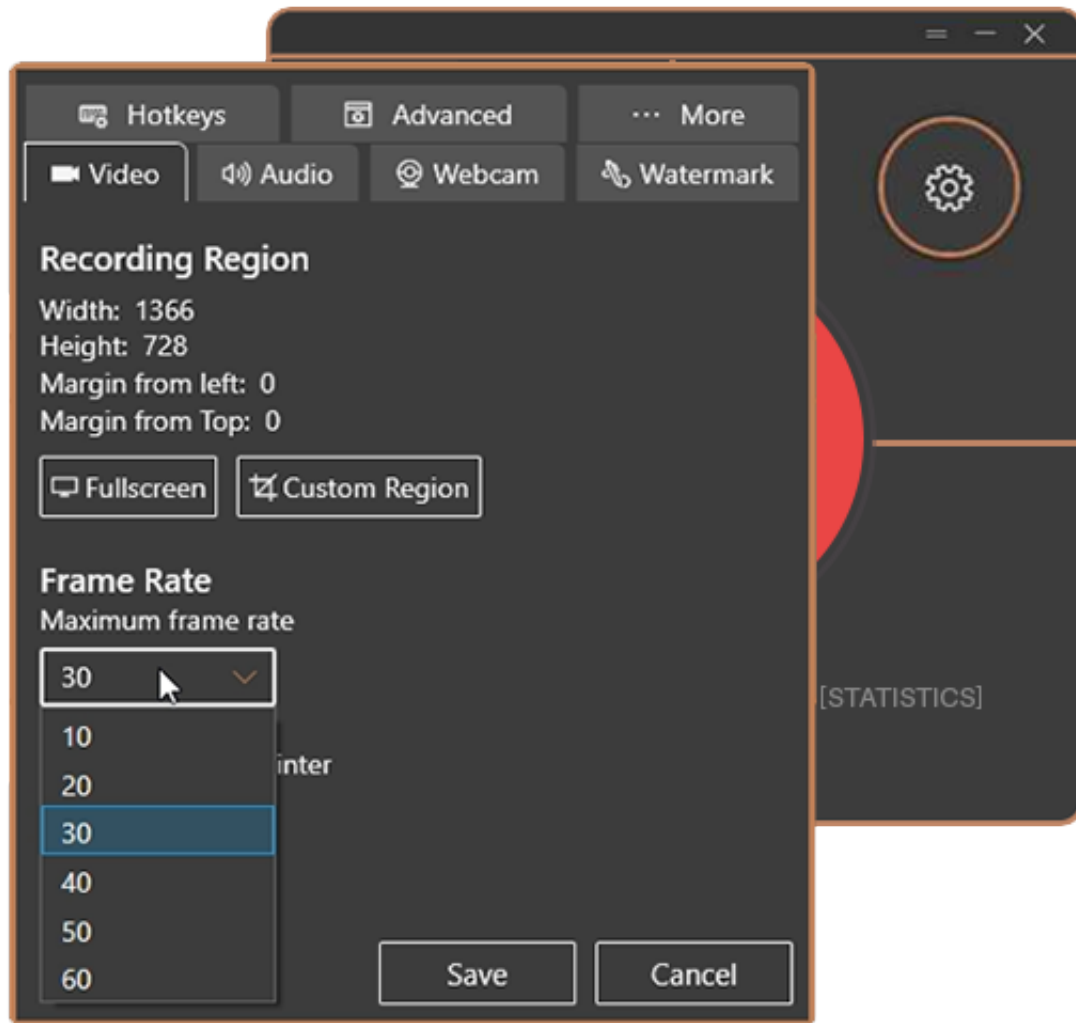 Hotkeys
Advanced
··· More
Video
Audio
Webcam
Watermark
Recording Region
Width: 1366
Height: 728
Margin from left: 0
Margin from Top: 0
Fullscreen
Custom Region
Frame Rate
Maximum frame rate
30
[STATISTICS]
10
inter
20
30
40
50
60
Save
Cancel